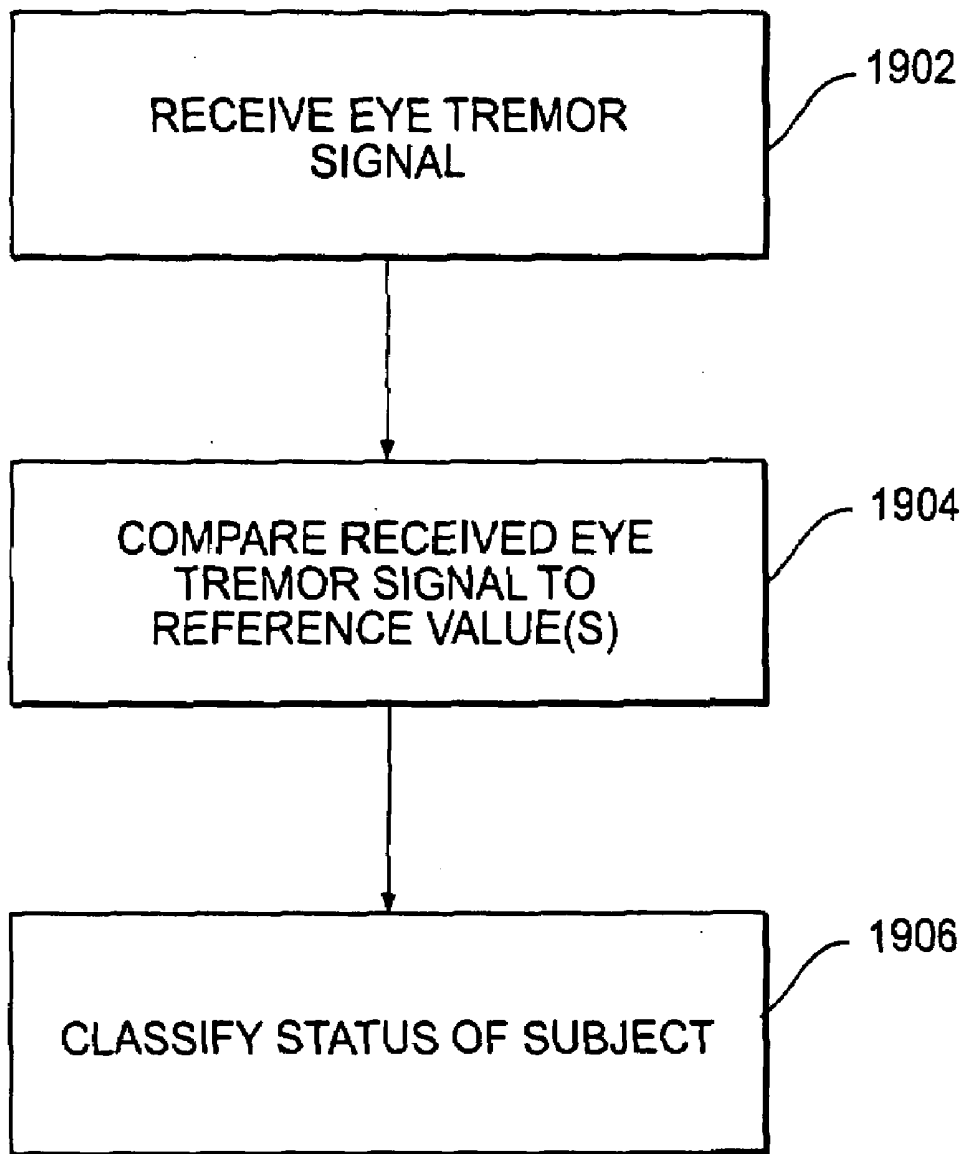 RECEIVE EYE TREMOR
SIGNAL
1902
COMPARE RECEIVED EYE
TREMOR SIGNAL TO
REFERENCE VALUE(S)
1904
CLASSIFY STATUS OF SUBJECT
1906